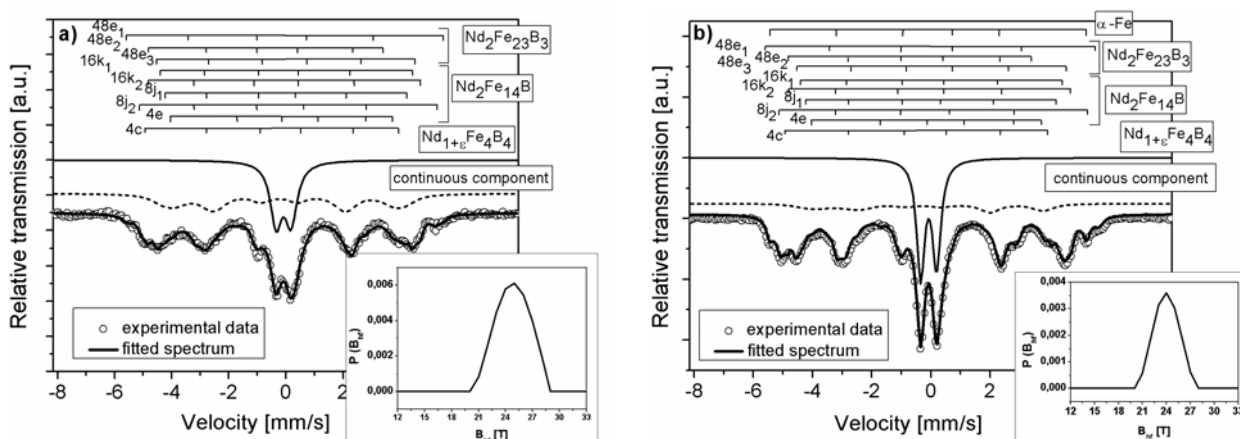 a)
48e1
48e2
48e3
16k1
16k2
8j1
8j2
4e
4c
Nd2Fe23B3
Nd2Fe14B
Nd1+εFe4B4
continuous component
Relative transmission [a.u.]
experimental data
fitted spectrum
-8 -6 -4 -2 0 2
Velocity [mm/s]
0,006
0,004
0,002
0,000
P (Bhf)
12 15 18 21 24 27 30 33
[T]
b)
α-Fe
48e1
48e2
48e3
16k1
16k2
8j1
8j2
4e
4c
Nd2Fe23B3
Nd2Fe14B
Nd1+εFe4B4
continuous component
Relative transmission [a.u.]
experimental data
fitted spectrum
-8 -6 -4 -2 0 2
Velocity [mm/s]
0,004
0,003
0,002
0,001
0,000
P (Bhf)
12 15 18 21 24 27 30 33
Bhf [T]